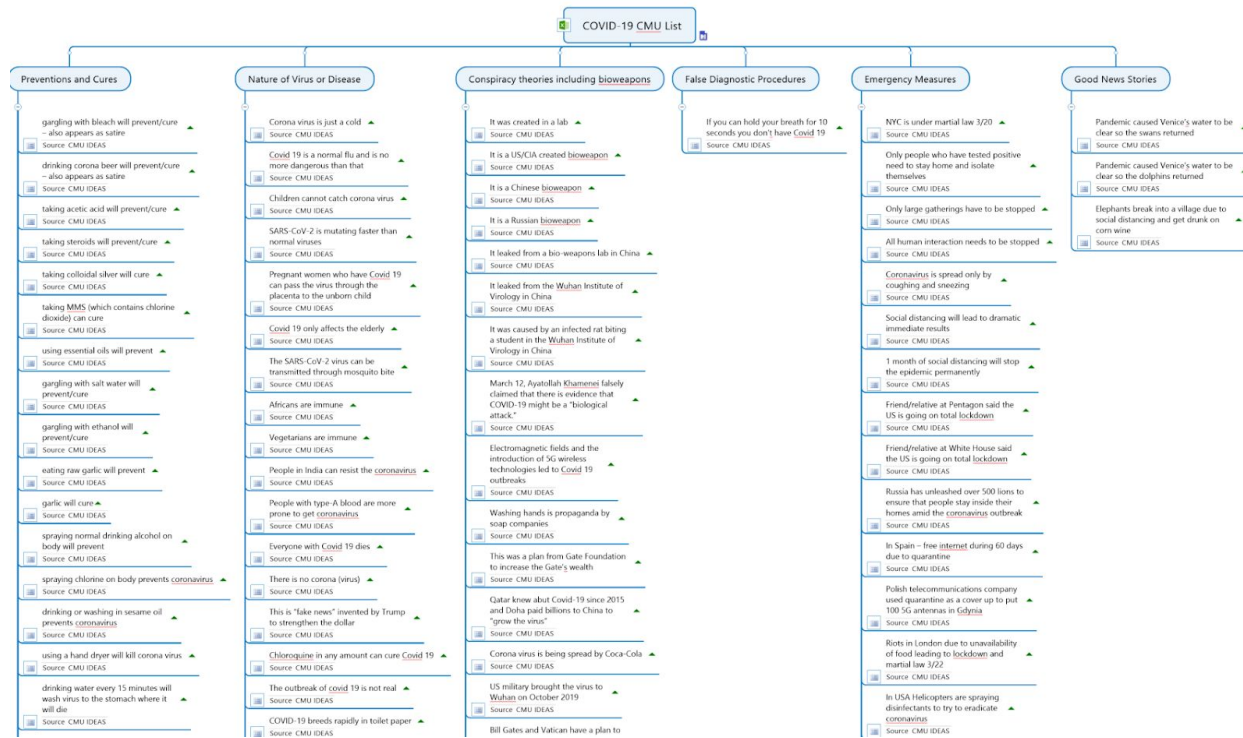 COVID-19 CMU List
Preventions and Cures
gargling with bleach will prevent/cure
– also appears as satire
Source CMU IDEAS
drinking corona beer will prevent/cure
– also appears as satire
Source CMU IDEAS
taking acetic acid will prevent/cure
Source CMU IDEAS
taking steroids will prevent/cure
Source CMU IDEAS
taking colloidal silver will cure
Source CMU IDEAS
taking MMS (which contains chlorine
dioxide) can cure
Source CMU IDEAS
using essential oils will prevent
Source CMU IDEAS
gargling with salt water will
prevent/cure
Source CMU IDEAS
gargling with ethanol will
prevent/cure
Source CMU IDEAS
eating raw garlic will prevent
Source CMU IDEAS
garlic will cure
Source CMU IDEAS
spraying normal drinking alcohol on
body will prevent
Source CMU IDEAS
spraying chlorine on body prevents coronavirus
Source CMU IDEAS
drinking or washing in sesame oil
prevents coronavirus
Source CMU IDEAS
using a hand dryer will kill corona virus
Source CMU IDEAS
drinking water every 15 minutes will
wash virus to the stomach where it
will die
Source CMU IDEAS
Nature of Virus or Disease
Corona virus is just a cold
Source CMU IDEAS
Covid 19 is a normal flu and is no
more dangerous than that
Source CMU IDEAS
Children cannot catch corona virus
Source CMU IDEAS
SARS-CoV-2 is mutating faster than
normal viruses
Source CMU IDEAS
Pregnant women who have Covid 19
can pass the virus through the
placenta to the unborn child
Source CMU IDEAS
Covid 19 only affects the elderly
Source CMU IDEAS
The SARS-CoV-2 virus can be
transmitted through mosquito bite
Source CMU IDEAS
Africans are immune
Source CMU IDEAS
Vegetarians are immune
Source CMU IDEAS
People in India can resist the coronavirus
Source CMU IDEAS
People with type-A blood are more
prone to get coronavirus
Source CMU IDEAS
Everyone with Covid 19 dies
Source CMU IDEAS
There is no corona (virus)
Source CMU IDEAS
This is "fake news" invented by Trump
to strengthen the dollar
Source CMU IDEAS
Chloroquine in any amount can cure Covid 19
Source CMU IDEAS
The outbreak of covid 19 is not real
Source CMU IDEAS
COVID-19 breeds rapidly in toilet paper
Source CMU IDEAS
Conspiracy theories including bioweapons
It was created in a lab
Source CMU IDEAS
It is a US/CIA created bioweapon
Source CMU IDEAS
It is a Chinese bioweapon
Source CMU IDEAS
It is a Russian bioweapon
Source CMU IDEAS
It leaked from a bio-weapons lab in China
Source CMU IDEAS
It leaked from the Wuhan Institute of
Virology in China
Source CMU IDEAS
It was caused by an infected rat biting
a student in the Wuhan Institute of
Virology in China
Source CMU IDEAS
March 12, Ayatollah Khamenei falsely
claimed that there is evidence that
COVID-19 might be a "biological
attack."
Source CMU IDEAS
Electromagnetic fields and the
introduction of 5G wireless
technologies led to Covid 19
outbreaks
Source CMU IDEAS
Washing hands is propaganda by
soap companies
Source CMU IDEAS
This was a plan from Gate Foundation
to increase the Gate's wealth
Source CMU IDEAS
Qatar knew abut Covid-19 since 2015
and Doha paid billions to China to
"grow the virus"
Source CMU IDEAS
Corona virus is being spread by Coca-Cola
Source CMU IDEAS
US military brought the virus to
Wuhan on October 2019
Source CMU IDEAS
Bill Gates and Vatican have a plan to
False Diagnostic Procedures
If you can hold your breath for 10
seconds you don't have Covid 19
Source CMU IDEAS
Emergency Measures
NYC is under martial law 3/20
Source CMU IDEAS
Only people who have tested positive
need to stay home and isolate
themselves
Source CMU IDEAS
Only large gatherings have to be stopped
Source CMU IDEAS
All human interaction needs to be stopped
Source CMU IDEAS
Coronavirus is spread only by
coughing and sneezing
Source CMU IDEAS
Social distancing will lead to dramatic
immediate results
Source CMU IDEAS
1 month of social distancing will stop
the epidemic permanently
Source CMU IDEAS
Friend/relative at Pentagon said the
US is going on total lockdown
Source CMU IDEAS
Friend/relative at White House said
the US is going on total lockdown
Source CMU IDEAS
Russia has unleashed over 500 lions to
ensure that people stay inside their
homes amid the coronavirus outbreak
Source CMU IDEAS
In Spain – free internet during 60 days
due to quarantine
Source CMU IDEAS
Polish telecommunications company
used quarantine as a cover up to put
100 5G antennas in Gdynia
Source CMU IDEAS
Riots in London due to unavailability
of food leading to lockdown and
martial law 3/22
Source CMU IDEAS
In USA Helicopters are spraying
disinfectants to try to eradicate
coronavirus
Source CMU IDEAS
Good News Stories
Pandemic caused Venice's water to be
clear so the swans returned
Source CMU IDEAS
Pandemic caused Venice's water to be
clear so the dolphins returned
Source CMU IDEAS
Elephants break into a village due to
social distancing and get drunk on
corn wine
Source CMU IDEAS